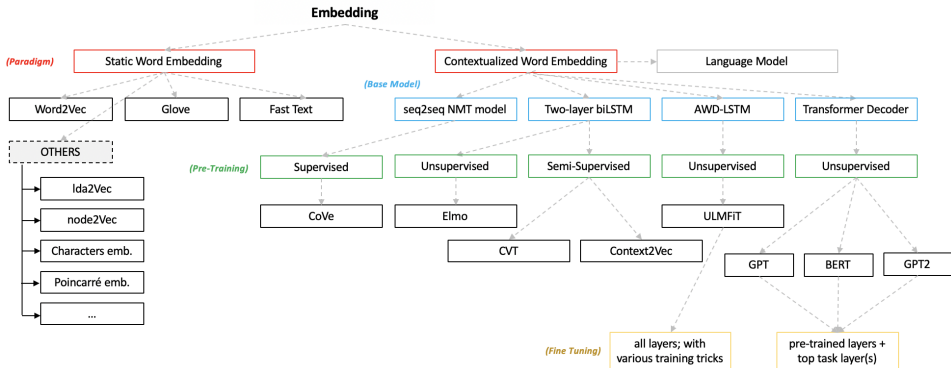 Embedding
(Paradigm)
Static Word Embedding
Contextualized Word Embedding
Language Model
(Base Model)
Word2Vec
Glove
Fast Text
seq2seq NMT model
Two-layer biLSTM
AWD-LSTM
Transformer Decoder
OTHERS
(Pre-Training)
Supervised
Unsupervised
Semi-Supervised
Unsupervised
Unsupervised
lda2Vec
node2Vec
Characters emb.
Poincarré emb.
...
CoVe
Elmo
ULMFiT
CVT
Context2Vec
GPT
BERT
GPT2
(Fine Tuning)
all layers; with
various training tricks
pre-trained layers +
top task layer(s)